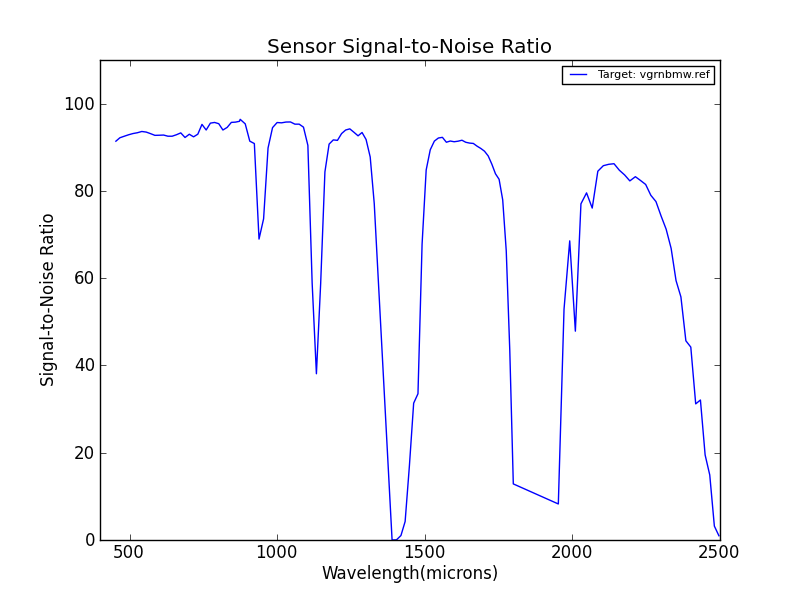 Sensor Signal-to-Noise Ratio
Target: vgrnbmw.ref
Signal-to-Noise Ratio
100
80
60
40
20
0
500
1000
1500
2000
2500
Wavelength(microns)